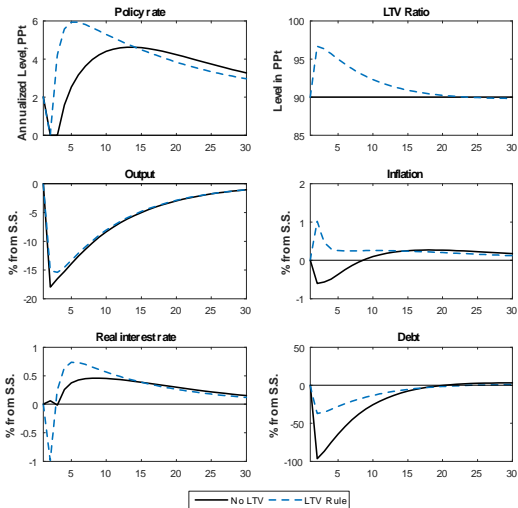 Policy rate
LTV Ratio
Annualized Level, PPt
6
4
2
0
5 10 15 20 25 30
Level in PPt
100
95
90
85
5 10 15 20 25 30
Output
Inflation
% from S.S.
0
-5
-10
-15
-20
5 10 15 20 25 30
% from S.S.
2
1
0
-1
5 10 15 20 25 30
Real interest rate
Debt
% from S.S.
1
0.5
0
-0.5
-1
5 10 15 20 25 30
% from S.S.
50
0
-50
-100
5 10 15 20 25 30
No LTV LTV Rule